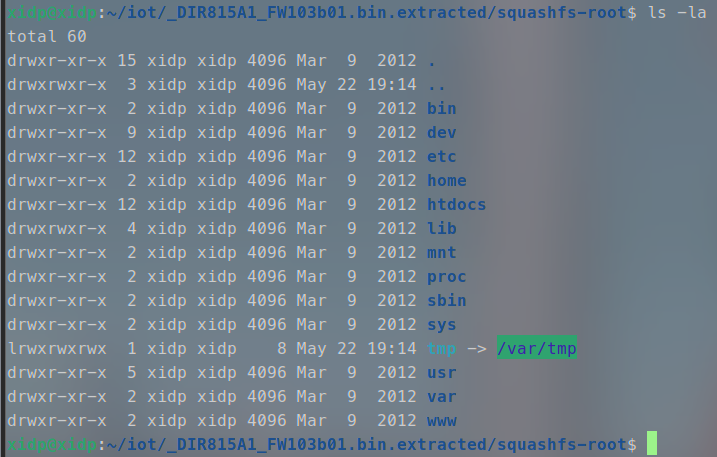 xidp@xidp:~/iot/_DIR815A1_FW103b01.bin.extracted/squashfs-root$ ls -la
total 60
drwxr-xr-x 15 xidp xidp 4096 Mar  9  2012 .
drwxrwxr-x  3 xidp xidp 4096 May 22 19:14 ..
drwxr-xr-x  2 xidp xidp 4096 Mar  9  2012 bin
drwxr-xr-x  9 xidp xidp 4096 Mar  9  2012 dev
drwxr-xr-x 12 xidp xidp 4096 Mar  9  2012 etc
drwxr-xr-x  2 xidp xidp 4096 Mar  9  2012 home
drwxr-xr-x 12 xidp xidp 4096 Mar  9  2012 htdocs
drwxrwxr-x  4 xidp xidp 4096 Mar  9  2012 lib
drwxr-xr-x  2 xidp xidp 4096 Mar  9  2012 mnt
drwxr-xr-x  2 xidp xidp 4096 Mar  9  2012 proc
drwxr-xr-x  2 xidp xidp 4096 Mar  9  2012 sbin
drwxr-xr-x  2 xidp xidp 4096 Mar  9  2012 sys
lrwxrwxrwx  1 xidp xidp    8 May 22 19:14 tmp -> /var/tmp
drwxr-xr-x  5 xidp xidp 4096 Mar  9  2012 usr
drwxr-xr-x  2 xidp xidp 4096 Mar  9  2012 var
drwxr-xr-x  2 xidp xidp 4096 Mar  9  2012 www
xidp@xidp:~/iot/_DIR815A1_FW103b01.bin.extracted/squashfs-root$